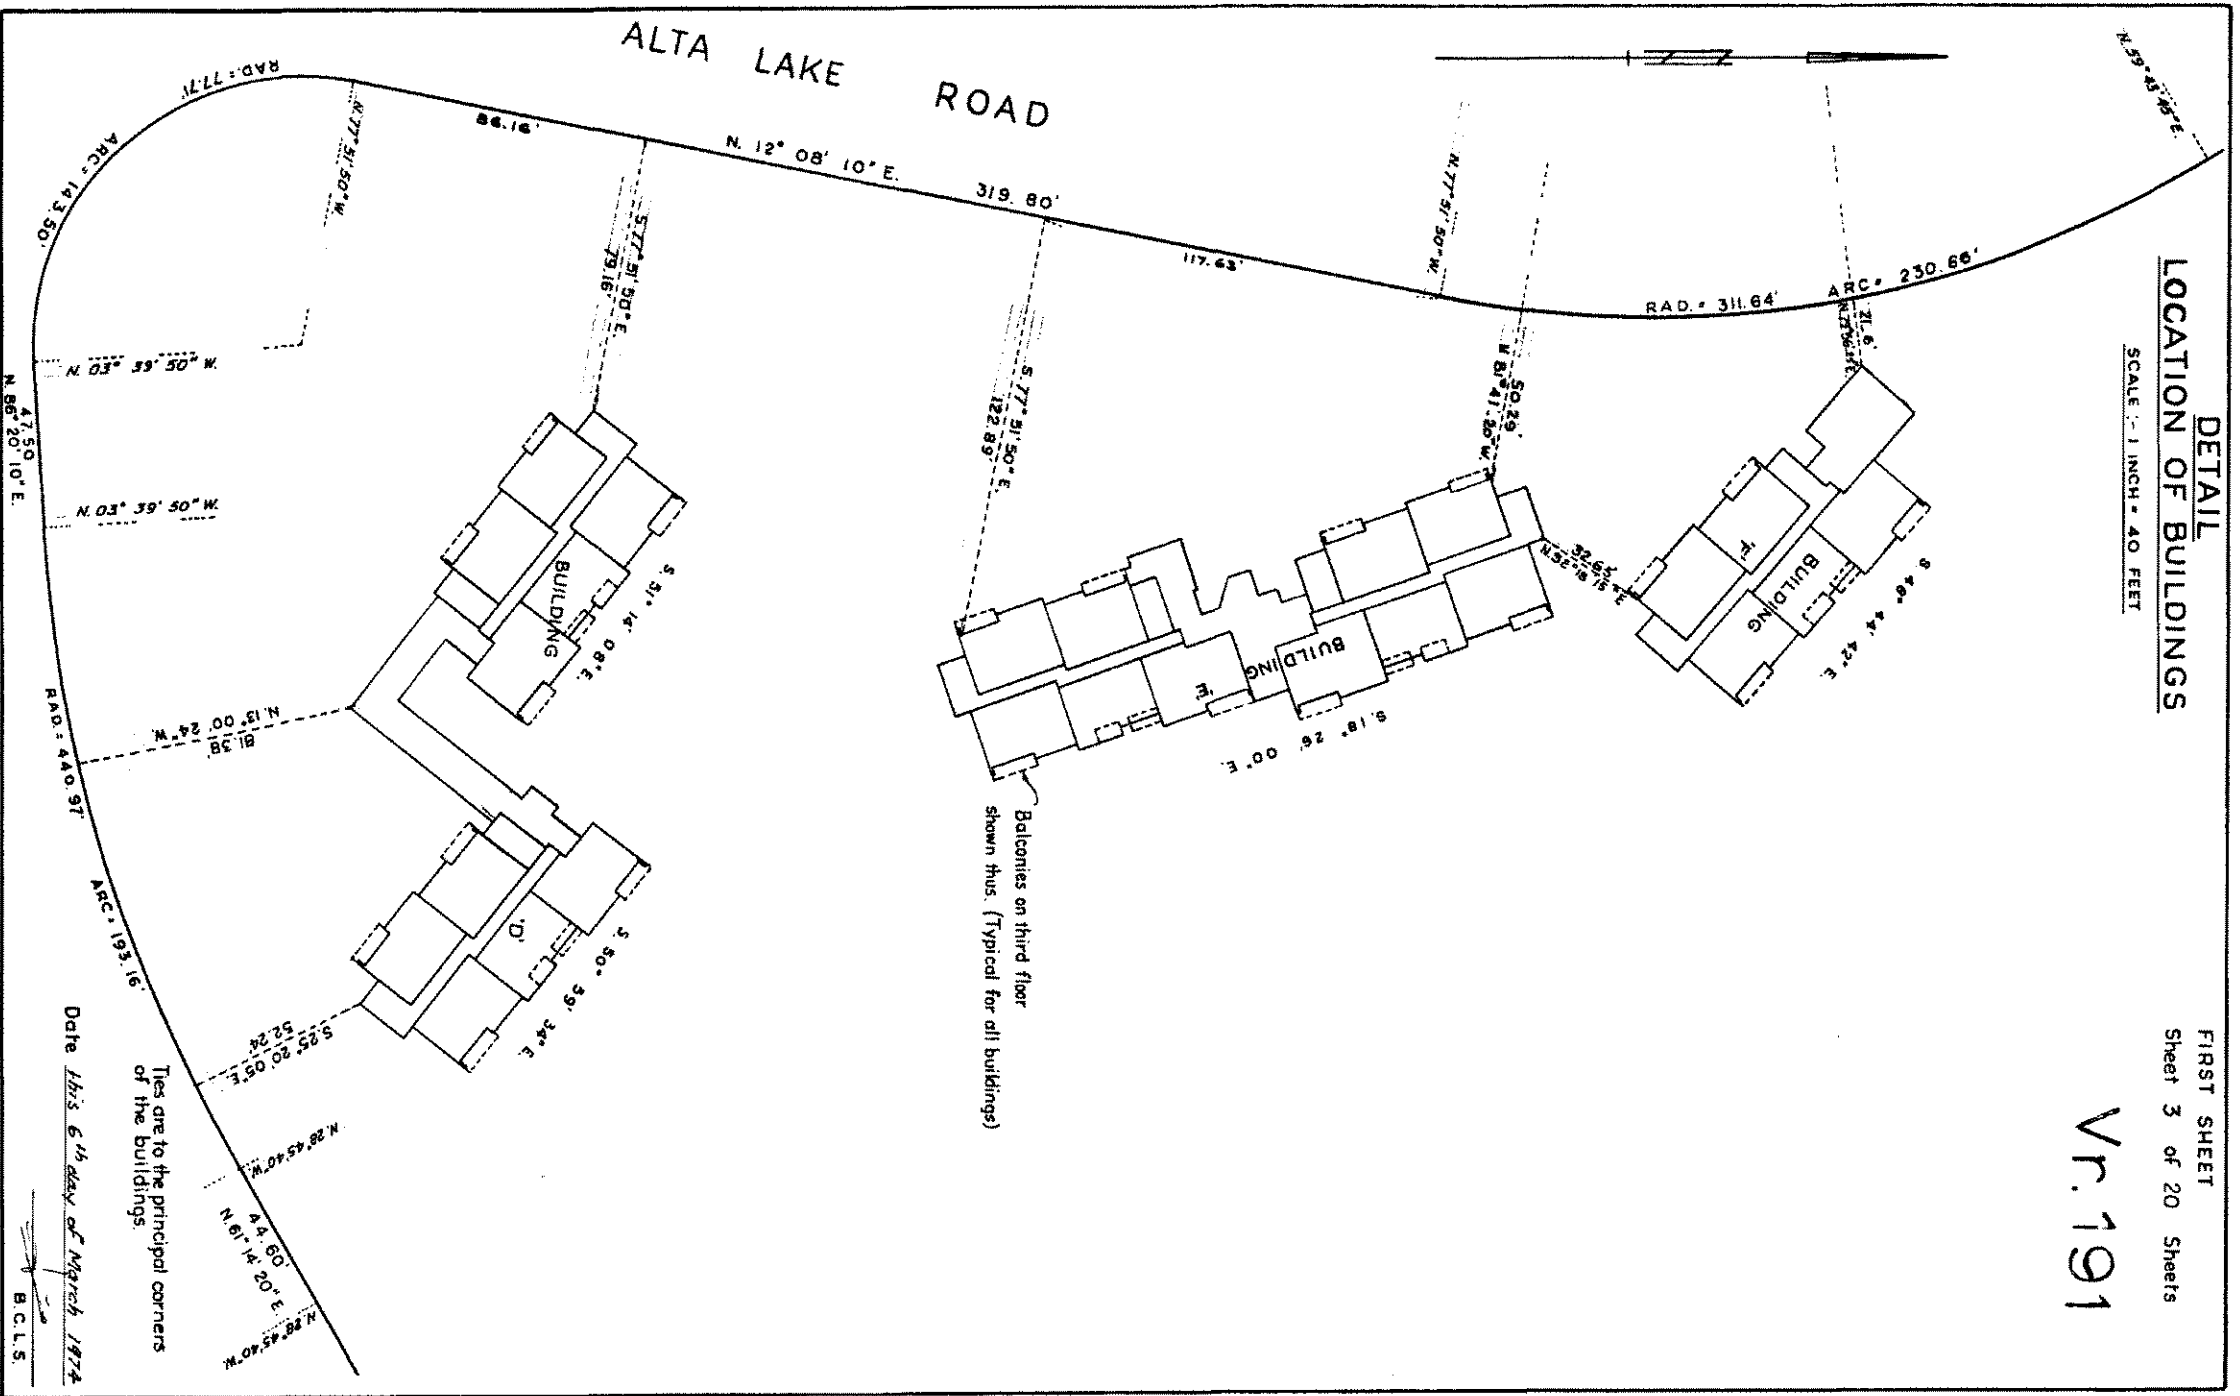 FIRST SHEET
Sheet 3 of 20 Sheets
Vr. 191
DETAIL
LOCATION OF BUILDINGS
SCALE :- 1 INCH = 40 FEET
ALTA LAKE ROAD
N
N. 59° 43' 45" E.
ARC = 230.66'
RAD. = 311.64'
21.6'
N. 77° 51' 50" W.
50.29'
N 81° 41' 20" W.
117.63'
319.80'
N. 12° 08' 10" E.
86.16'
S. 77° 51' 50" E.
122.89'
S. 77° 51' 50" E.
79.16'
N. 77° 51' 50" W.
RAD. = 77.71'
ARC = 143.50'
N. 03° 39' 50" W.
47.50
N. 86° 20' 10" E.
N. 03° 39' 50" W.
BUILDING
'F'
S. 48° 44' 42" E.
32.65'
N. 52° 18' 15" E.
BUILDING
'E'
S. 18° 26' 00" E.
Balconies on third floor
shown thus. (Typical for all buildings)
BUILDING
S. 51° 14' 08" E.
'D'
S. 50° 59' 34" E.
N. 13° 00' 24" W.
81.38'
RAD. = 440.97'
ARC = 193.16'
S. 25° 20' 05" E.
52.24'
N. 28° 45' 40" W.
44.60'
N. 61° 14' 20" E.
N. 28° 45' 40" W.
Ties are to the principal corners
of the buildings.
Date this 6th day of March 1974
B.C.L.S.